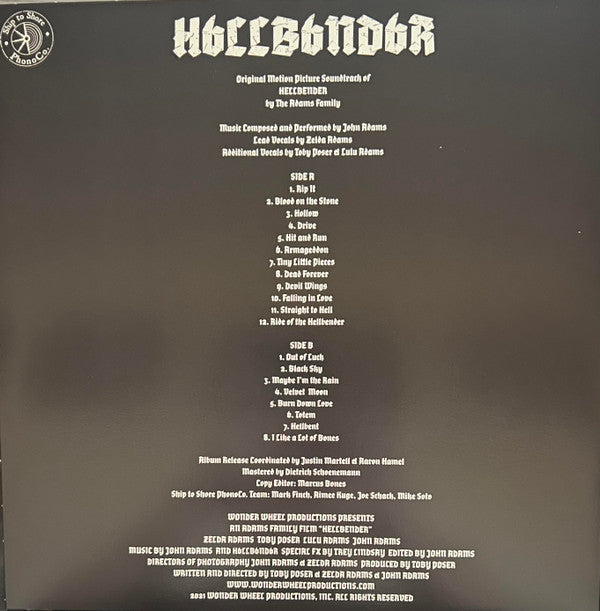 Ship to Shore
PhonoCo.
H6LLB6ND6R
Original Motion Picture Soundtrack of
HELLBENDER
by The Adams Family
Music Composed and Performed by John Adams
Lead Vocals by Zelda Adams
Additional Vocals by Toby Poser & Lulu Adams
SIDE A
1. Rip It
2. Blood on the Stone
3. Hollow
4. Drive
5. Hit and Run
6. Armageddon
7. Tiny Little Pieces
8. Dead Forever
9. Devil Wings
10. Falling in Love
11. Straight to Hell
12. Ride of the Hellbender
SIDE B
1. Out of Luck
2. Black Sky
3. Maybe I'm the Rain
4. Velvet Moon
5. Burn Down Love
6. Totem
7. Hellbent
8. I Like a Lot of Bones
Album Release Coordinated by Justin Martell & Aaron Hamel
Mastered by Dietrich Schoenemann
Copy Editor: Marcus Bones
Ship to Shore PhonoCo. Team: Mark Finch, Aimee Kuge, Joe Schack, Mike Soto
WONDER WHEEL PRODUCTIONS PRESENTS
AN ADAMS FAMILY FILM "HELLBENDER"
ZELDA ADAMS TOBY POSER LULU ADAMS JOHN ADAMS
MUSIC BY JOHN ADAMS AND H6LLB6ND6R SPECIAL FX BY TREY LINDSAY EDITED BY JOHN ADAMS
DIRECTORS OF PHOTOGRAPHY JOHN ADAMS & ZELDA ADAMS PRODUCED BY TOBY POSER
WRITTEN AND DIRECTED BY TOBY POSER & ZELDA ADAMS & JOHN ADAMS
WWW.WONDERWHEELPRODUCTIONS.COM
2021 WONDER WHEEL PRODUCTIONS, INC. ALL RIGHTS RESERVED